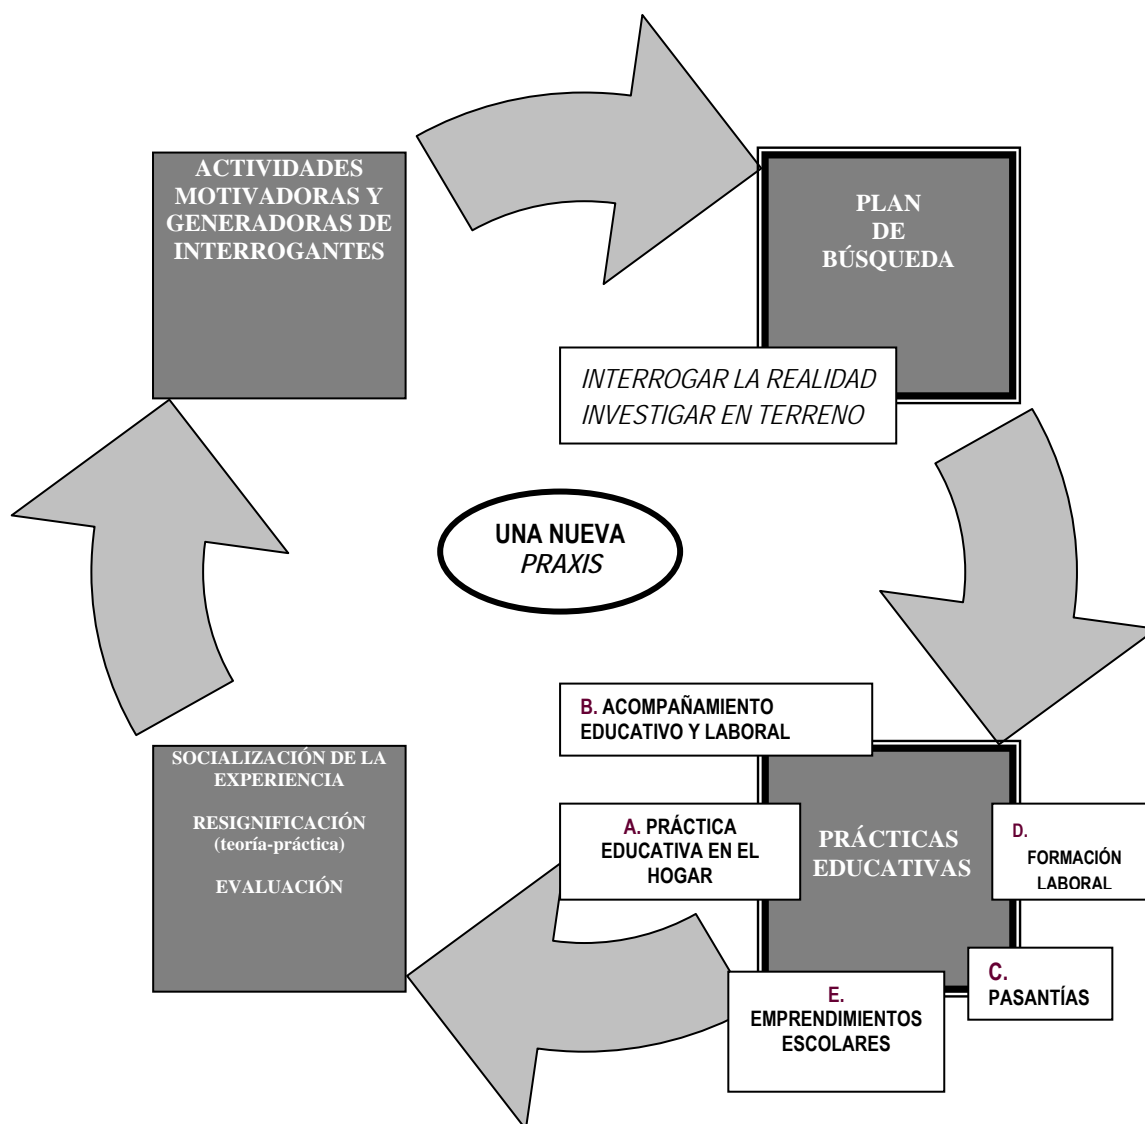 ACTIVIDADES
MOTIVADORAS Y
GENERADORAS DE
INTERROGANTES
PLAN
DE
BÚSQUEDA
INTERROGAR LA REALIDAD
INVESTIGAR EN TERRENO
UNA NUEVA
PRAXIS
B. ACOMPAÑAMIENTO
EDUCATIVO Y LABORAL
A. PRÁCTICA
EDUCATIVA EN EL
HOGAR
PRÁCTICAS
EDUCATIVAS
D.
FORMACIÓN
LABORAL
C.
PASANTÍAS
E.
EMPRENDIMIENTOS
ESCOLARES
SOCIALIZACIÓN DE LA
EXPERIENCIA
RESIGNIFICACIÓN
(teoría-práctica)
EVALUACIÓN